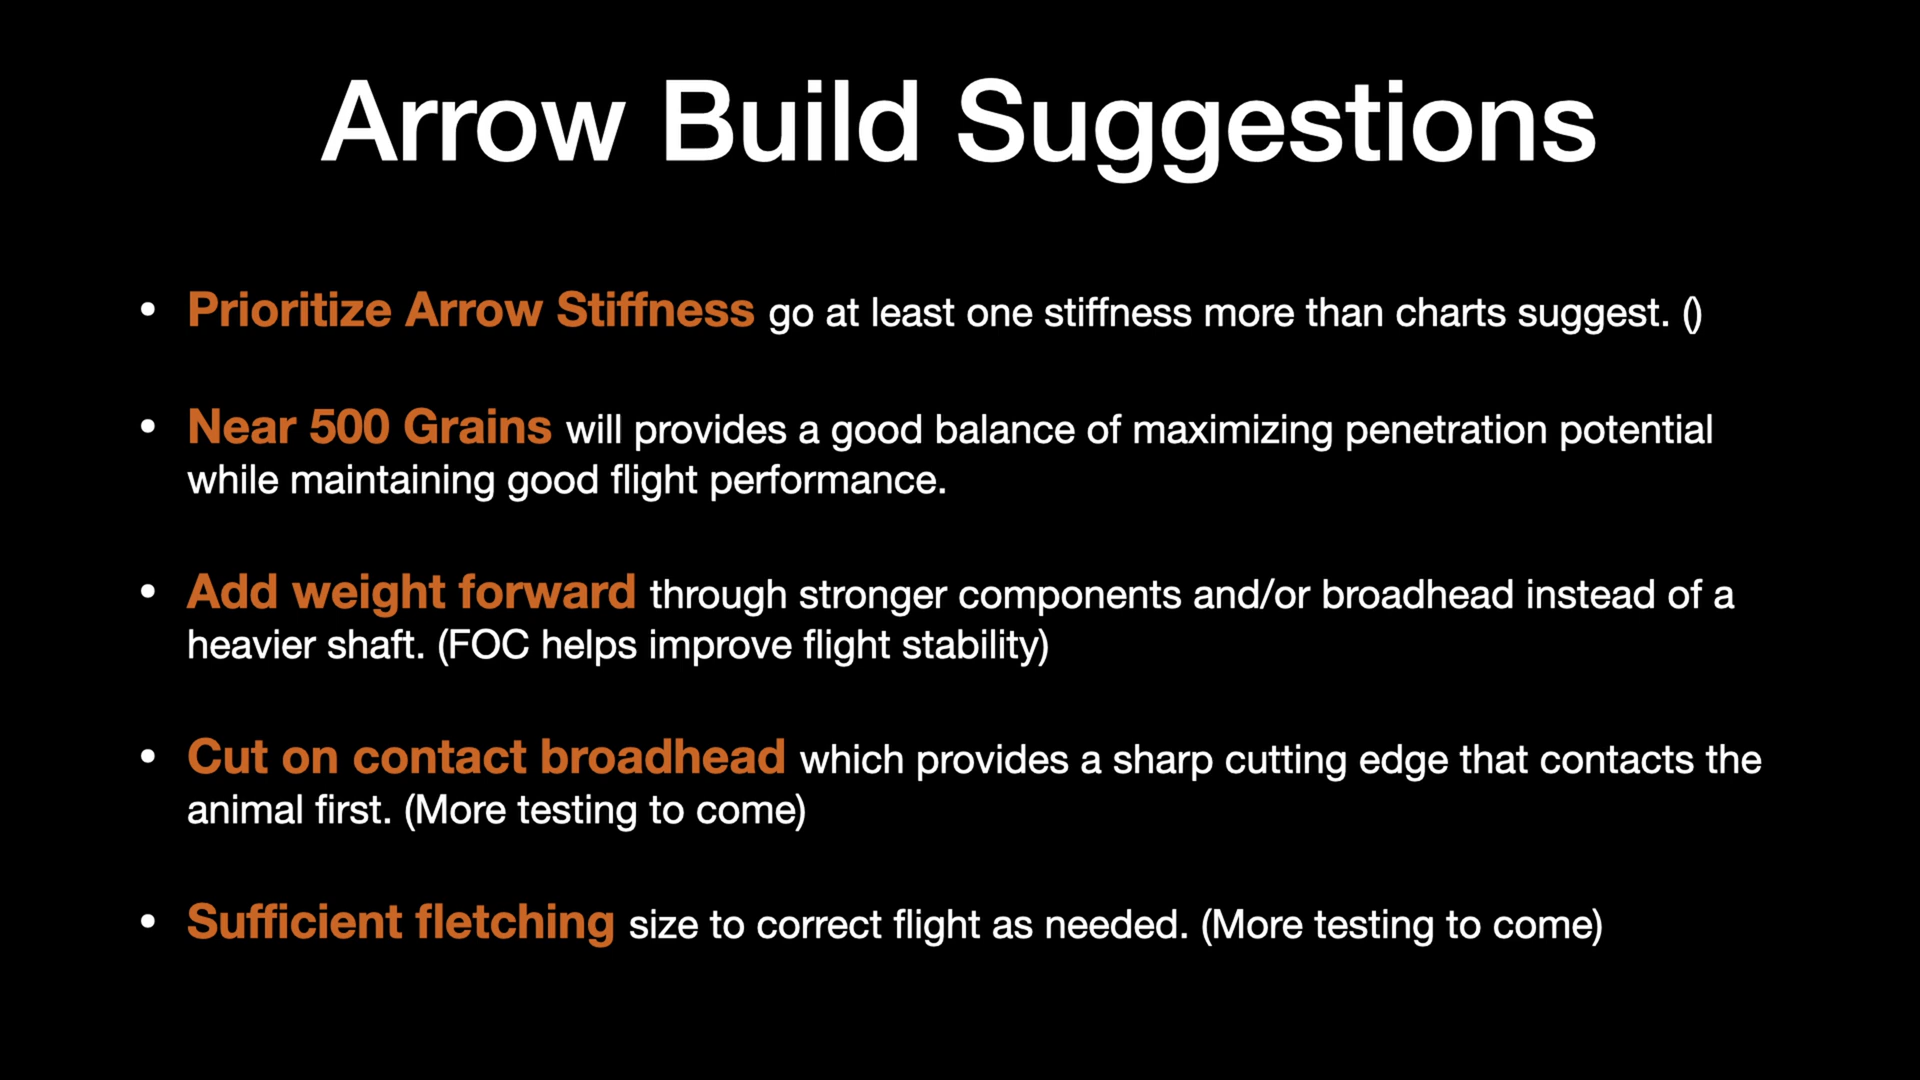 Arrow Build Suggestions
• Prioritize Arrow Stiffness go at least one stiffness more than charts suggest. ()
• Near 500 Grains will provides a good balance of maximizing penetration potential
while maintaining good flight performance.
• Add weight forward through stronger components and/or broadhead instead of a
heavier shaft. (FOC helps improve flight stability)
• Cut on contact broadhead which provides a sharp cutting edge that contacts the
animal first. (More testing to come)
• Sufficient fletching size to correct flight as needed. (More testing to come)